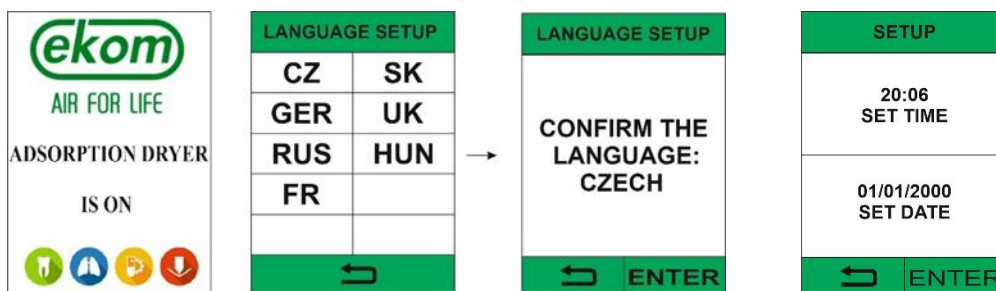 ekom
AIR FOR LIFE
ADSORPTION DRYER
IS ON
LANGUAGE SETUP
CZ SK
GER UK
RUS HUN
FR
LANGUAGE SETUP
CONFIRM THE
LANGUAGE:
CZECH
ENTER
SETUP
20:06
SET TIME
01/01/2000
SET DATE
ENTER